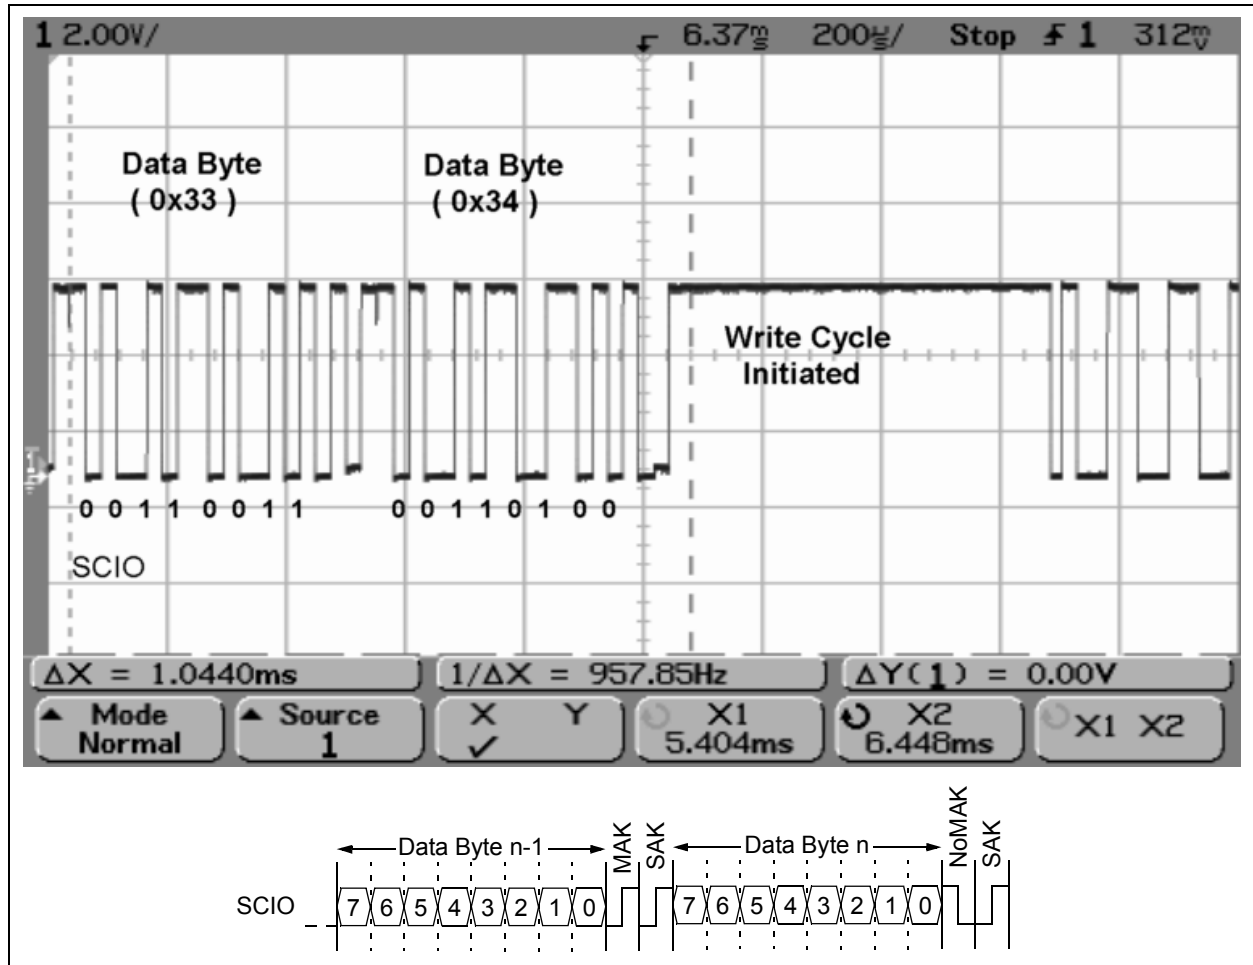 1 2.00V/ 6.37ms 200us/ Stop 1 312mV
Data Byte Data Byte
( 0x33 ) ( 0x34 )
Write Cycle
Initiated
0 0 1 1 0 0 1 1 0 0 1 1 0 1 0 0
SCIO
ΔX = 1.0440ms 1/ΔX = 957.85Hz ΔY(1) = 0.00V
Mode Source X Y X1 X2 X1 X2
Normal 1 ✓ 5.404ms 6.448ms
Data Byte n-1 MAK SAK Data Byte n NoMAK SAK
SCIO 7 6 5 4 3 2 1 0 7 6 5 4 3 2 1 0